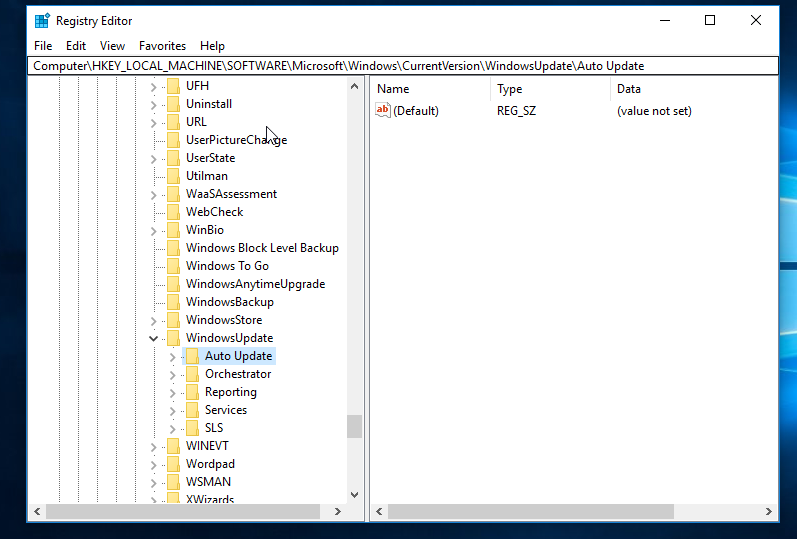 Registry Editor
File Edit View Favorites Help
Computer\HKEY_LOCAL_MACHINE\SOFTWARE\Microsoft\Windows\CurrentVersion\WindowsUpdate\Auto Update
UFH
Uninstall
URL
UserPictureChange
UserState
Utilman
WaaSAssessment
WebCheck
WinBio
Windows Block Level Backup
Windows To Go
WindowsAnytimeUpgrade
WindowsBackup
WindowsStore
WindowsUpdate
Auto Update
Orchestrator
Reporting
Services
SLS
WINEVT
Wordpad
WSMAN
XWizards
Name Type Data
ab (Default) REG_SZ (value not set)